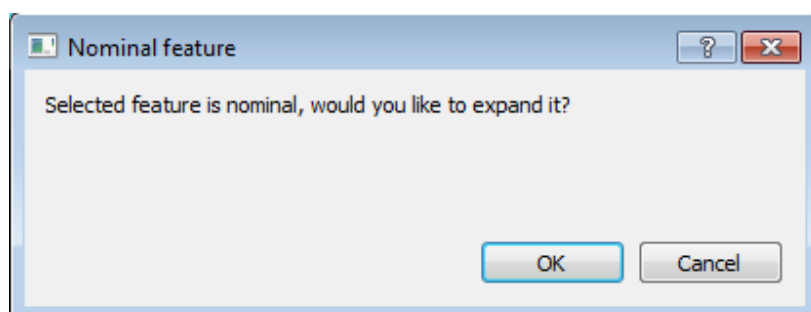 Nominal feature
Selected feature is nominal, would you like to expand it?
OK
Cancel